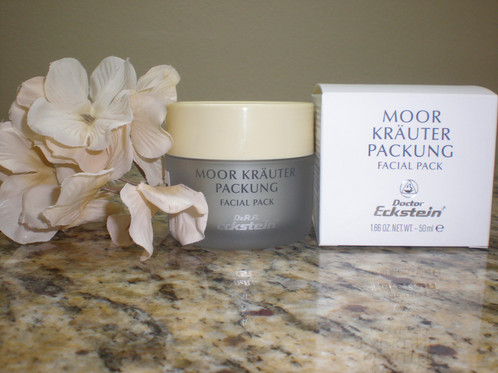 MOOR KRÄUTER
PACKUNG
FACIAL PACK
Eckstein
MOOR
KRÄUTER
PACKUNG
FACIAL PACK
Doctor
Eckstein
1.66 OZ. NET. WT. - 50 ml e